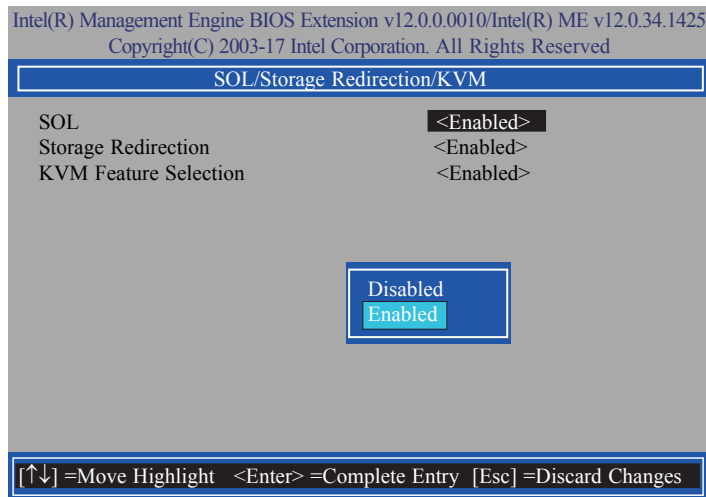 Intel(R) Management Engine BIOS Extension v12.0.0.0010/Intel(R) ME v12.0.34.1425
Copyright(C) 2003-17 Intel Corporation. All Rights Reserved
SOL/Storage Redirection/KVM
SOL <Enabled>
Storage Redirection <Enabled>
KVM Feature Selection <Enabled>
Disabled
Enabled
[↑↓] =Move Highlight <Enter> =Complete Entry [Esc] =Discard Changes